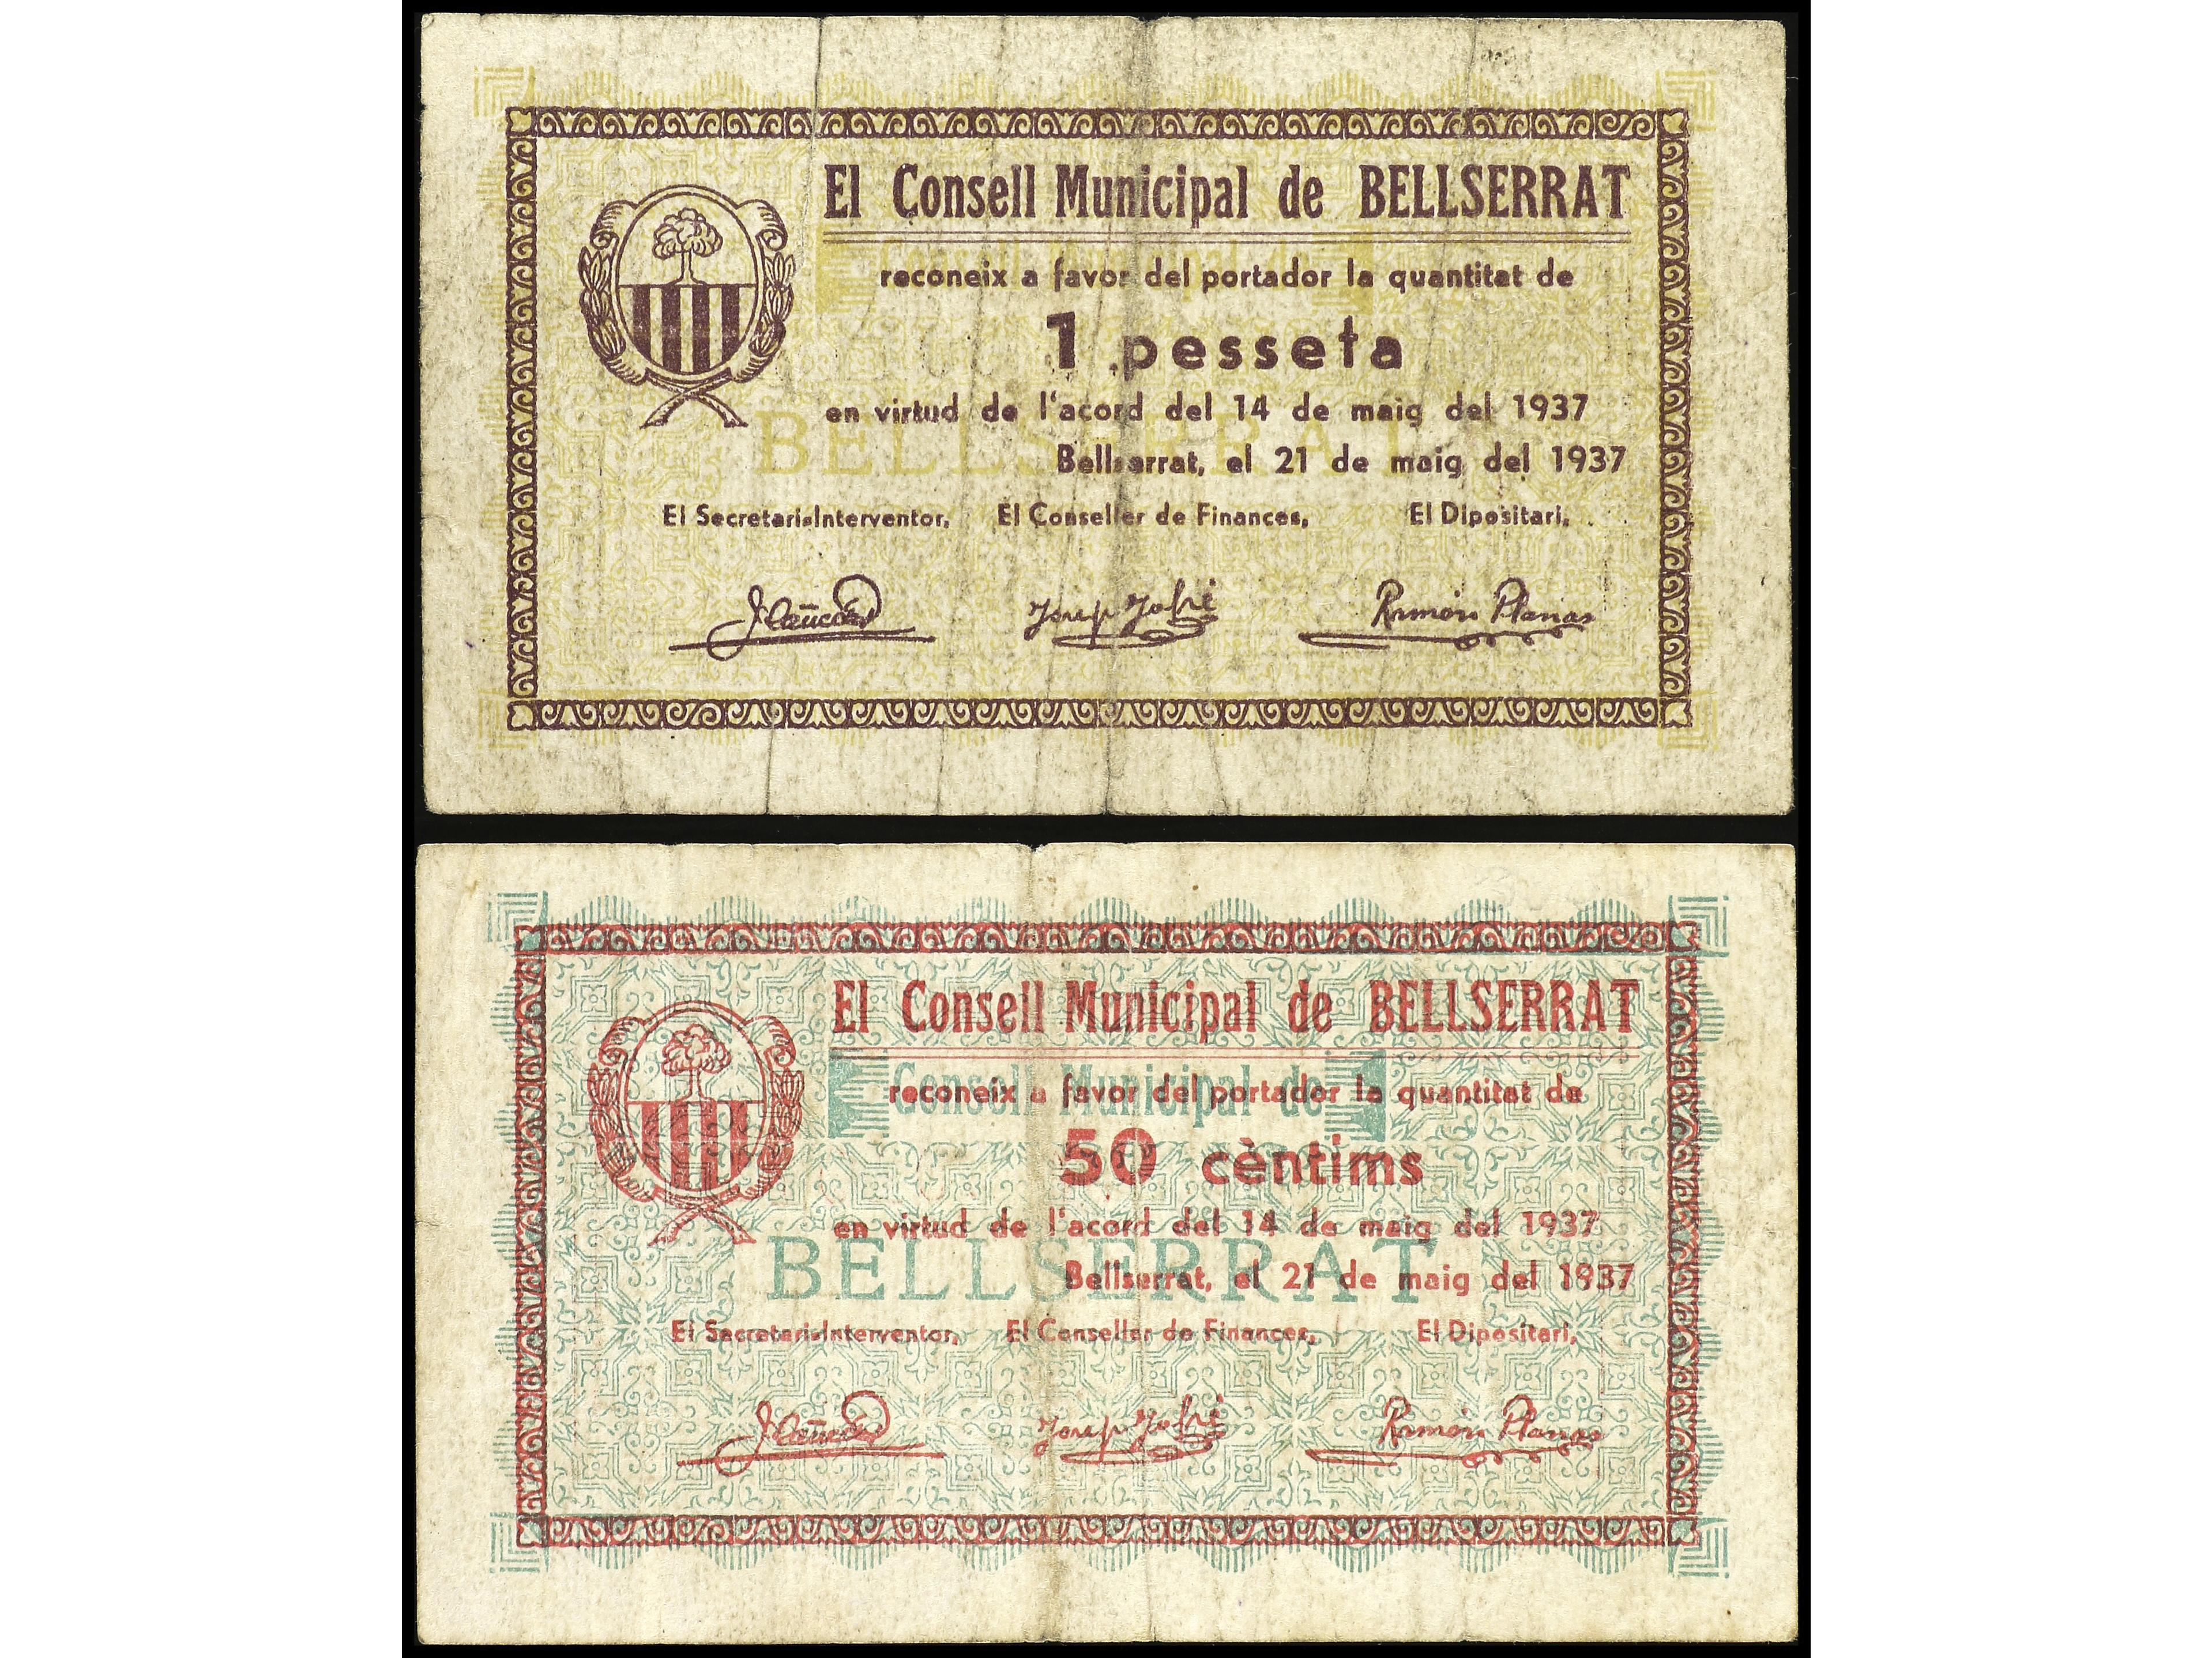 El Consell Municipal de BELLSERRAT
reconeix a favor del portador la quantitat de
1 pesseta
en virtud de l'acord del 14 de maig del 1937
BELLSERRAT
Bellserrat, el 21 de maig del 1937
El Secretari-Interventor, El Conseller de Finances, El Dipositari,
Josep Jofré Ramón Planas
El Consell Municipal de BELLSERRAT
Consell Municipal de
reconeix a favor del portador la quantitat de
50 cèntims
en virtud de l'acord del 14 de maig del 1937
BELLSERRAT
Bellserrat, el 21 de maig del 1937
El Secretari-Interventor, El Conseller de Finances, El Dipositari,
Josep Jofré Ramón Planas